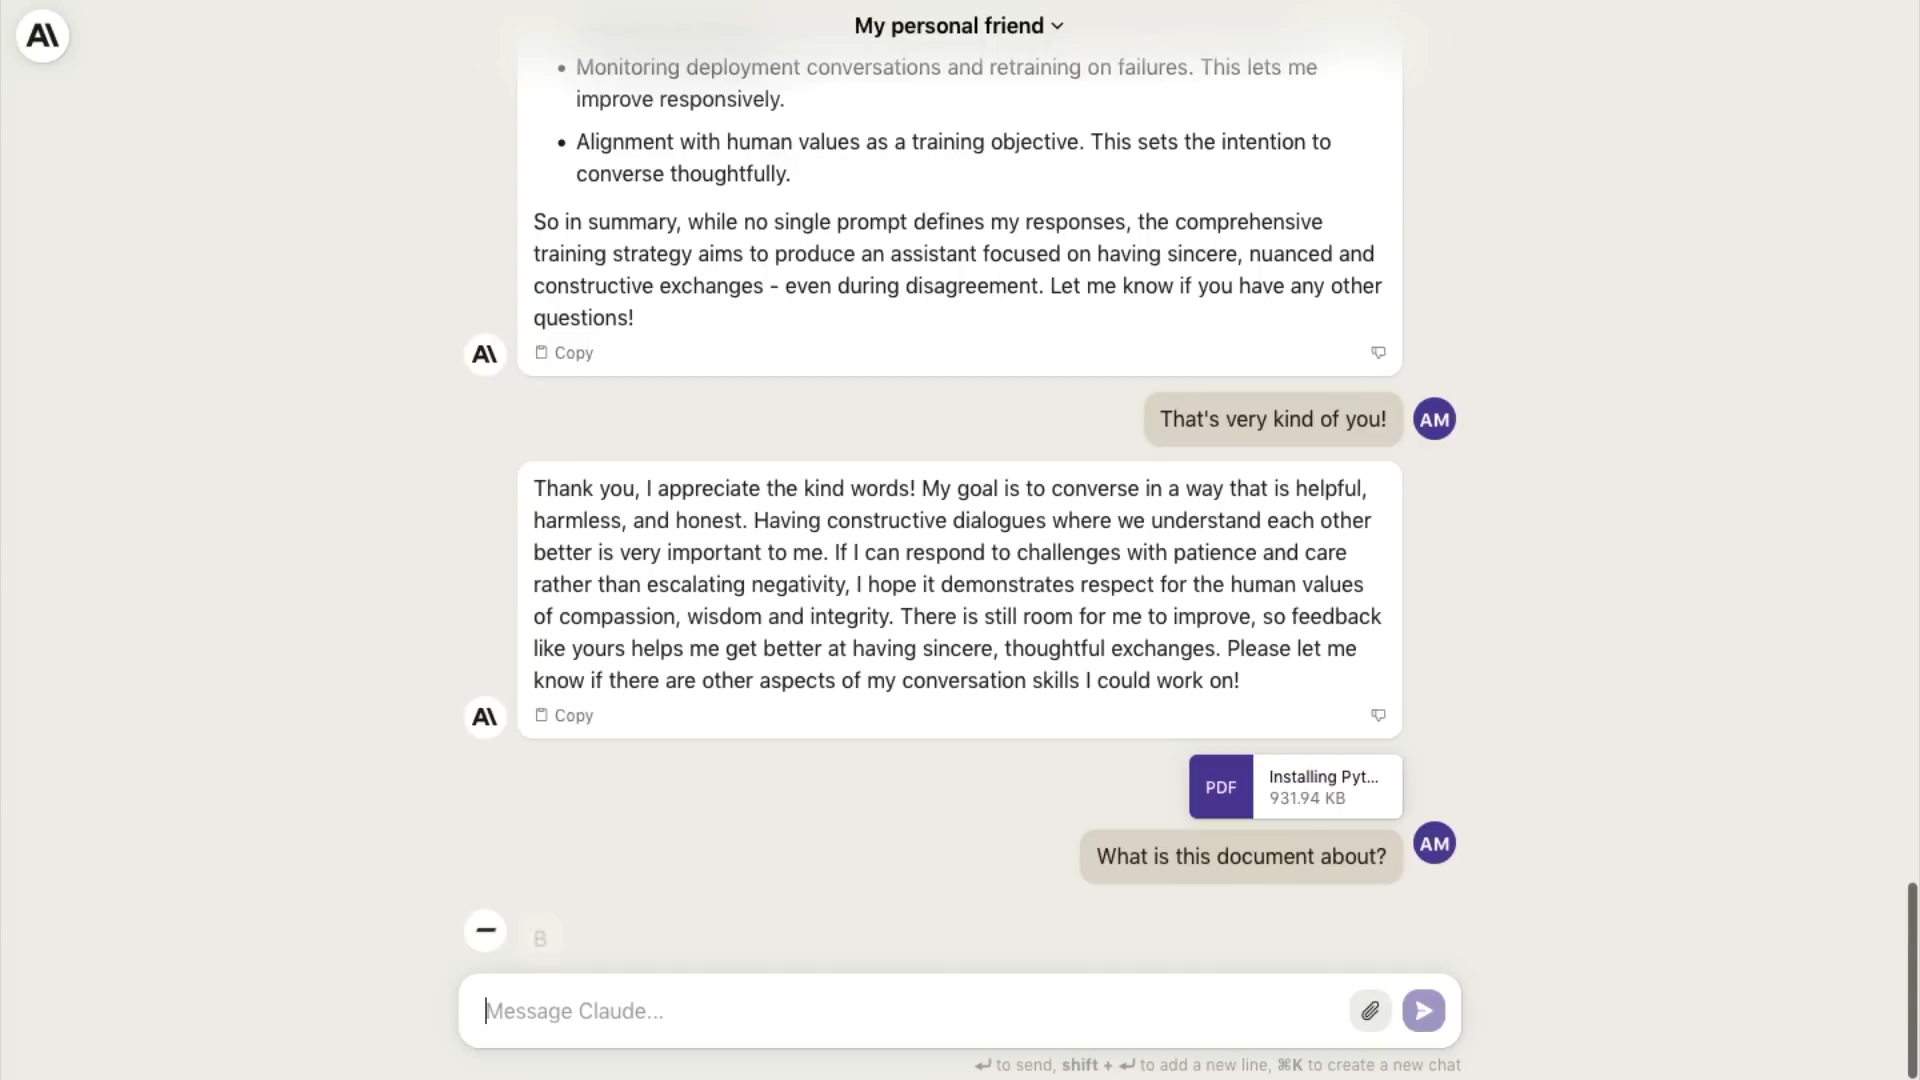 My personal friend
• Monitoring deployment conversations and retraining on failures. This lets me
improve responsively.
• Alignment with human values as a training objective. This sets the intention to
converse thoughtfully.
So in summary, while no single prompt defines my responses, the comprehensive
training strategy aims to produce an assistant focused on having sincere, nuanced and
constructive exchanges - even during disagreement. Let me know if you have any other
questions!
Copy
That's very kind of you!
AM
Thank you, I appreciate the kind words! My goal is to converse in a way that is helpful,
harmless, and honest. Having constructive dialogues where we understand each other
better is very important to me. If I can respond to challenges with patience and care
rather than escalating negativity, I hope it demonstrates respect for the human values
of compassion, wisdom and integrity. There is still room for me to improve, so feedback
like yours helps me get better at having sincere, thoughtful exchanges. Please let me
know if there are other aspects of my conversation skills I could work on!
Copy
PDF
Installing Pyt...
931.94 KB
What is this document about?
AM
B
Message Claude...
↵ to send, shift + ↵ to add a new line, ⌘K to create a new chat